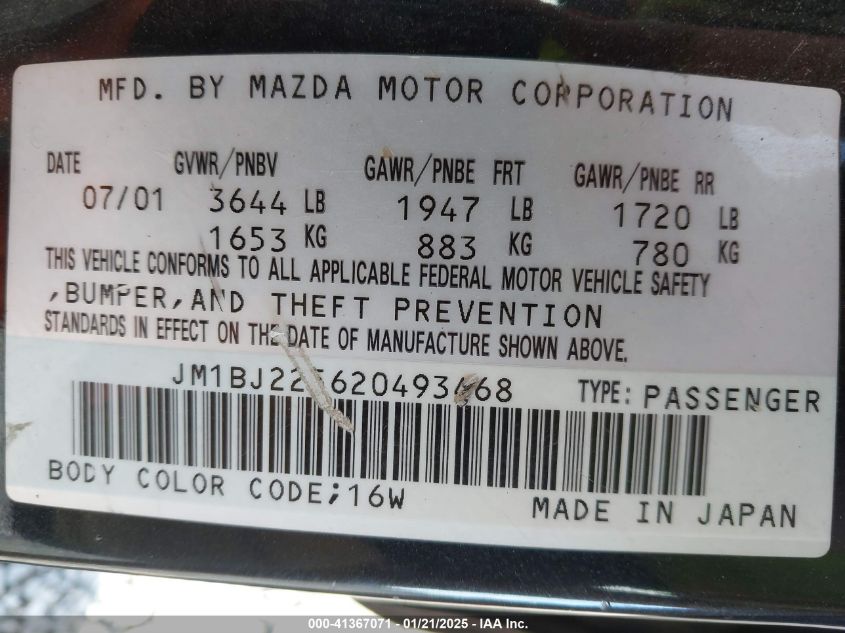 MFD. BY MAZDA MOTOR CORPORATION
DATE GVWR/PNBV GAWR/PNBE FRT GAWR/PNBE RR
07/01 3644 LB 1947 LB 1720 LB
1653 KG 883 KG 780 KG
THIS VEHICLE CONFORMS TO ALL APPLICABLE FEDERAL MOTOR VEHICLE SAFETY
,BUMPER,AND THEFT PREVENTION
STANDARDS IN EFFECT ON THE DATE OF MANUFACTURE SHOWN ABOVE.
TYPE: PASSENGER
BODY COLOR CODE;16W
MADE IN JAPAN
000-41367071 - 01/21/2025 - IAA Inc.